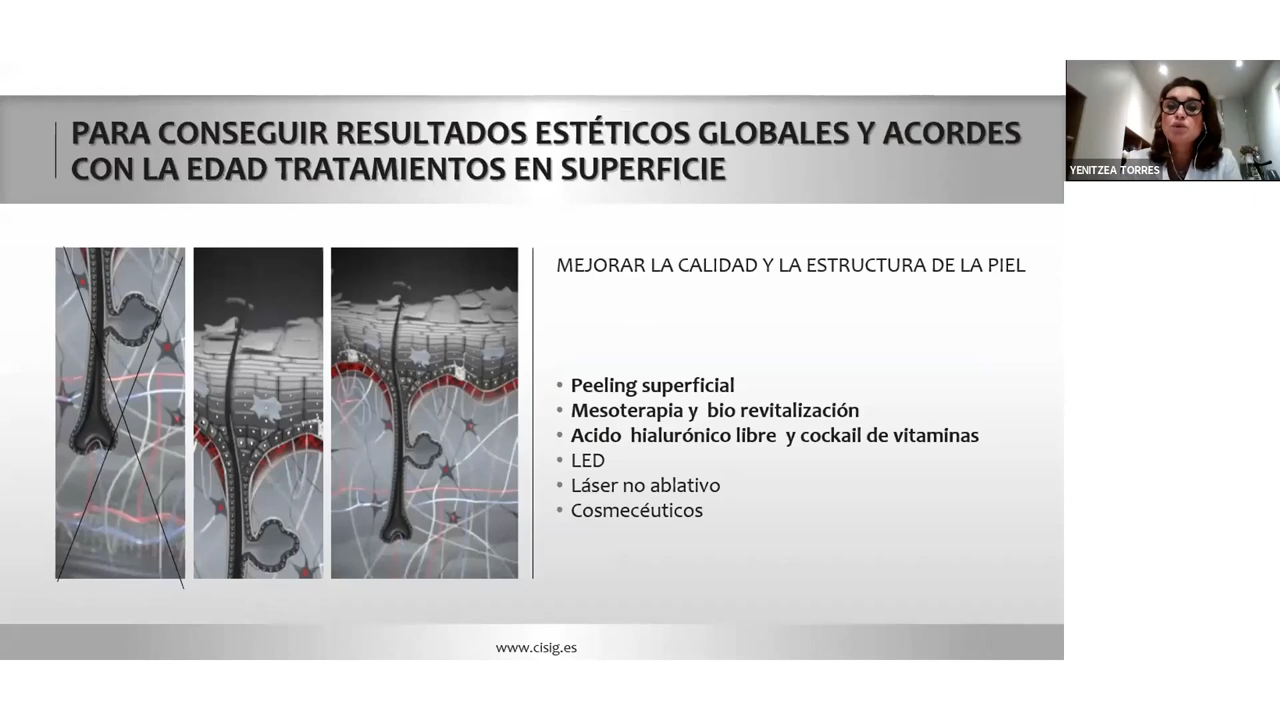 PARA CONSEGUIR RESULTADOS ESTÉTICOS GLOBALES Y ACORDES
CON LA EDAD TRATAMIENTOS EN SUPERFICIE
YENITZEA TORRES
MEJORAR LA CALIDAD Y LA ESTRUCTURA DE LA PIEL
• Peeling superficial
• Mesoterapia y bio revitalización
• Acido hialurónico libre y cockail de vitaminas
• LED
• Láser no ablativo
• Cosmecéuticos
www.cisig.es